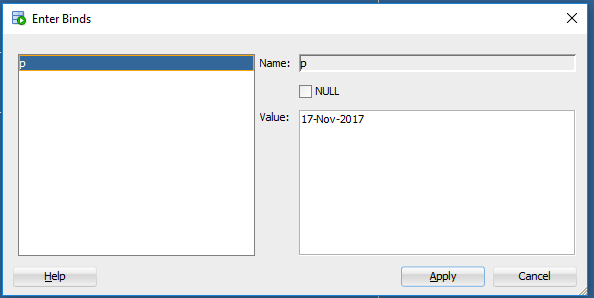 Enter Binds
p
Name: p
NULL
Value: 17-Nov-2017
Help Apply Cancel